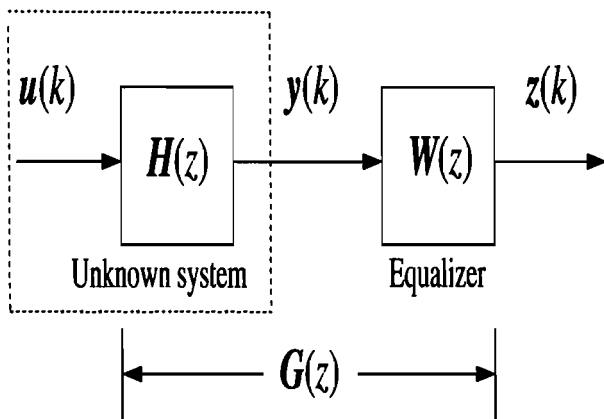 u(k) y(k) z(k)
H(z) W(z)
Unknown system Equalizer
G(z)